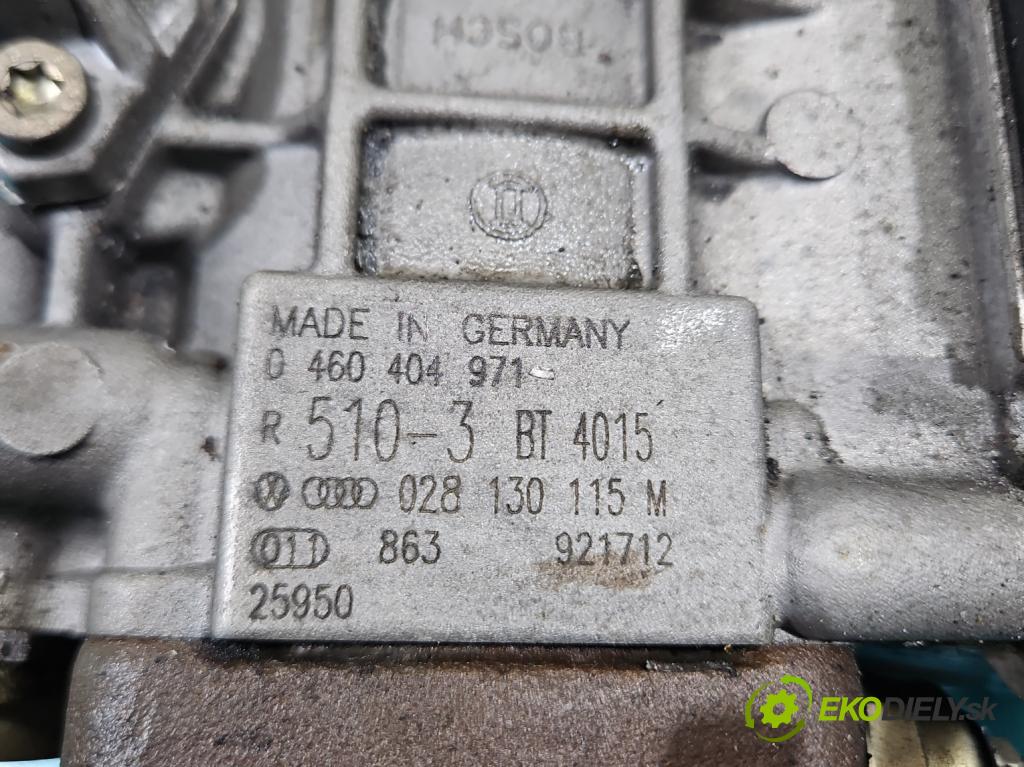 BOSCH
MADE IN GERMANY
0 460 404 971
R 510-3 BT 4015
028 130 115 M
011 863 921712
25950
EKODIELY.sk